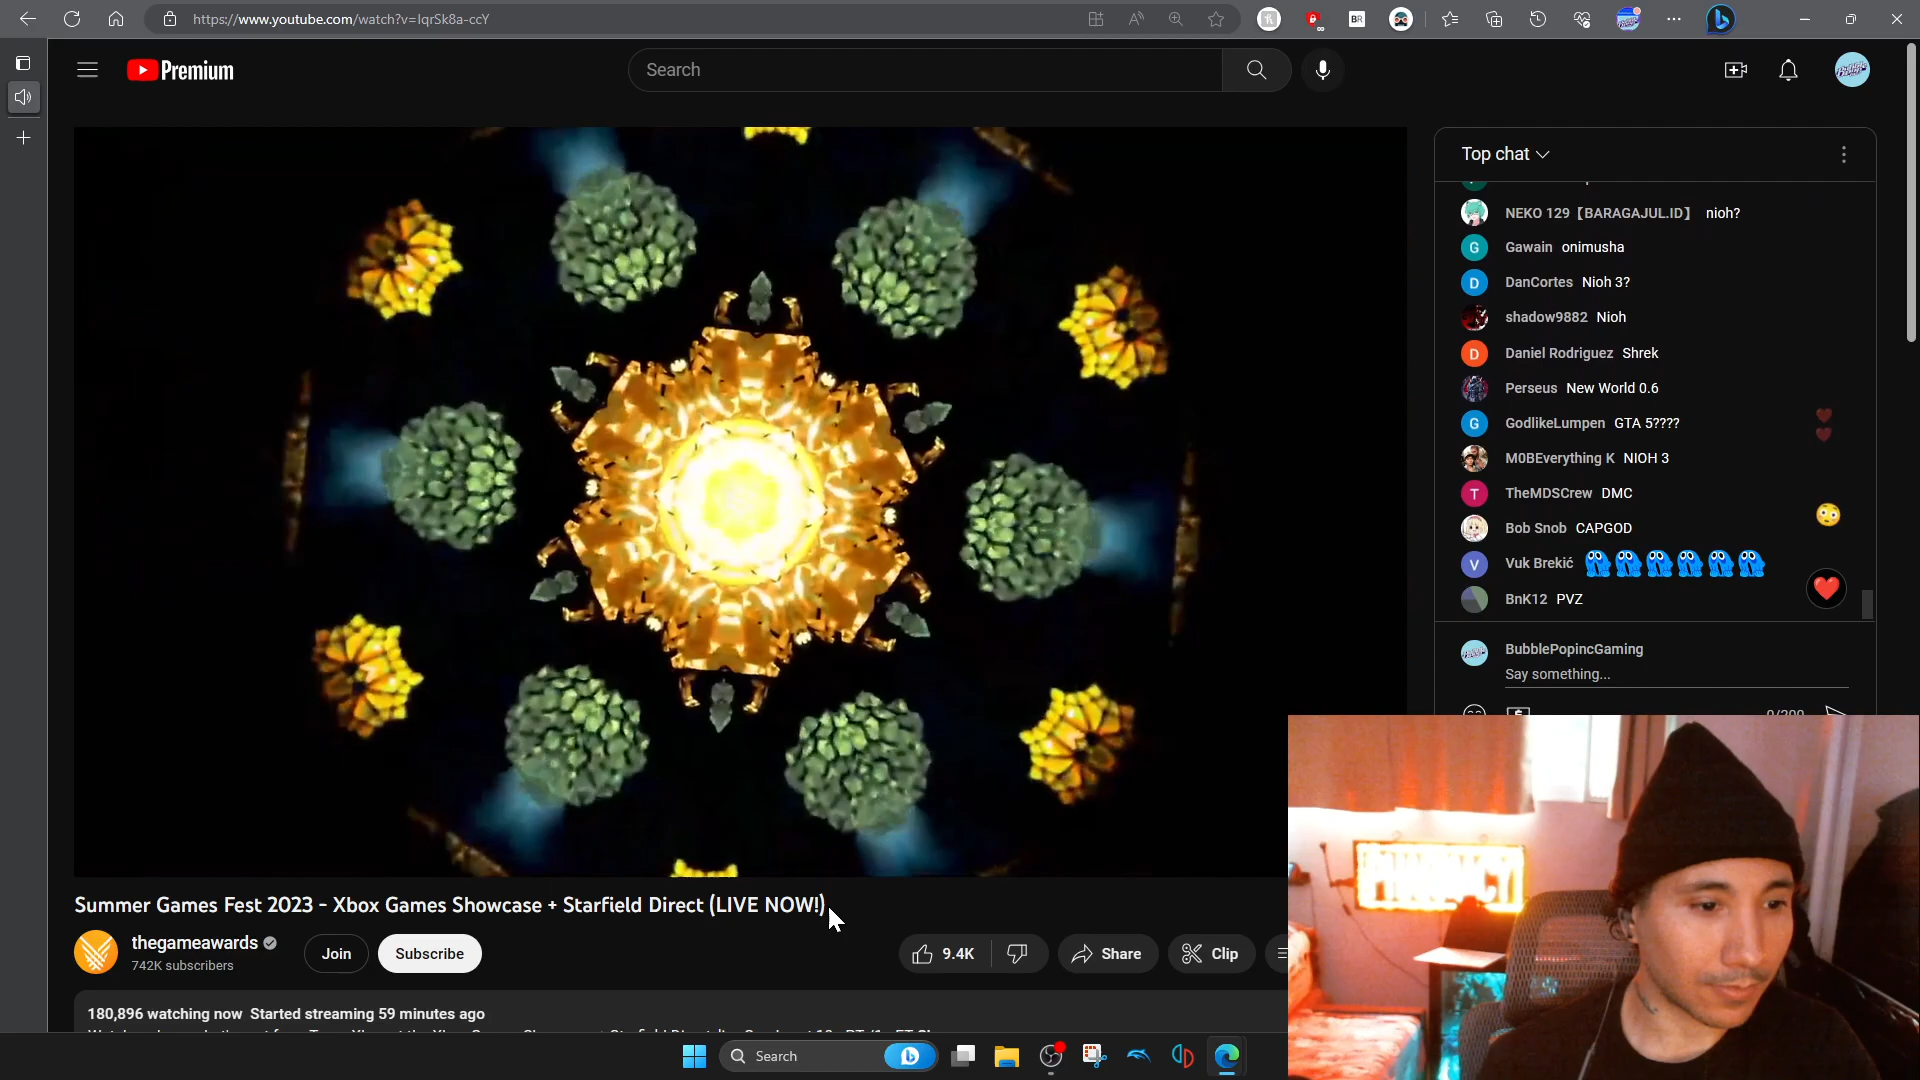 https://www.youtube.com/watch?v=IqrSk8a-ccY
Premium
Search
Top chat
NEKO 129【BARAGAJUL.ID】 nioh?
G Gawain onimusha
D DanCortes Nioh 3?
shadow9882 Nioh
D Daniel Rodriguez Shrek
Perseus New World 0.6
G GodlikeLumpen GTA 5????
M0BEverything K NIOH 3
T TheMDSCrew DMC
Bob Snob CAPGOD
V Vuk Brekić
BnK12 PVZ
BubblePopincGaming
Say something...
0/200
Summer Games Fest 2023 - Xbox Games Showcase + Starfield Direct (LIVE NOW!)
thegameawards
742K subscribers
Join
Subscribe
9.4K
Share
Clip
180,896 watching now Started streaming 59 minutes ago
Search